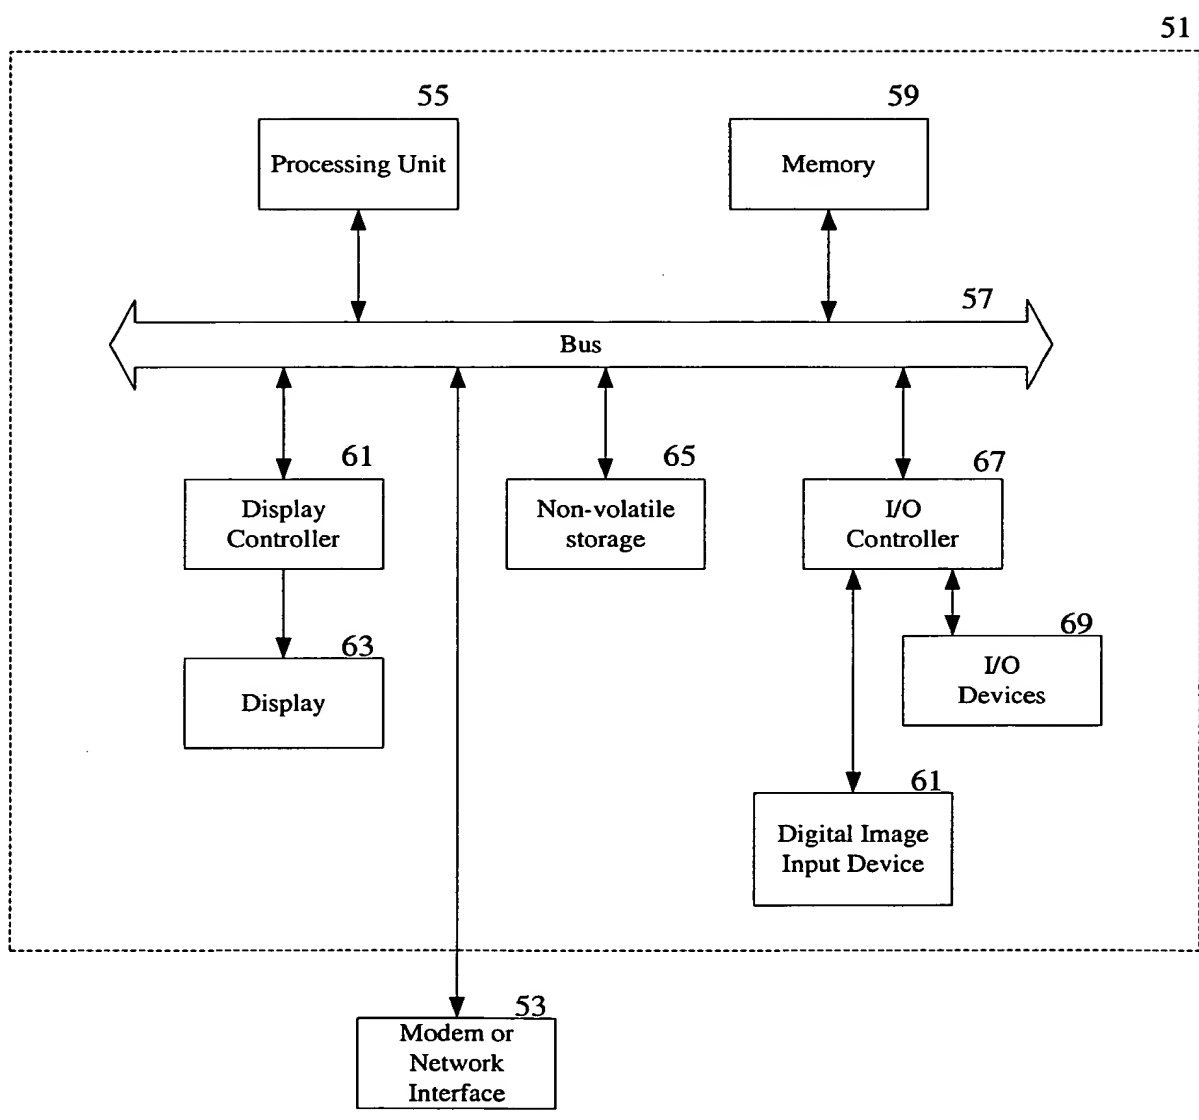 51
55
Processing Unit
59
Memory
57
Bus
61
Display
Controller
65
Non-volatile
storage
67
I/O
Controller
63
Display
69
I/O
Devices
61
Digital Image
Input Device
53
Modem or
Network
Interface